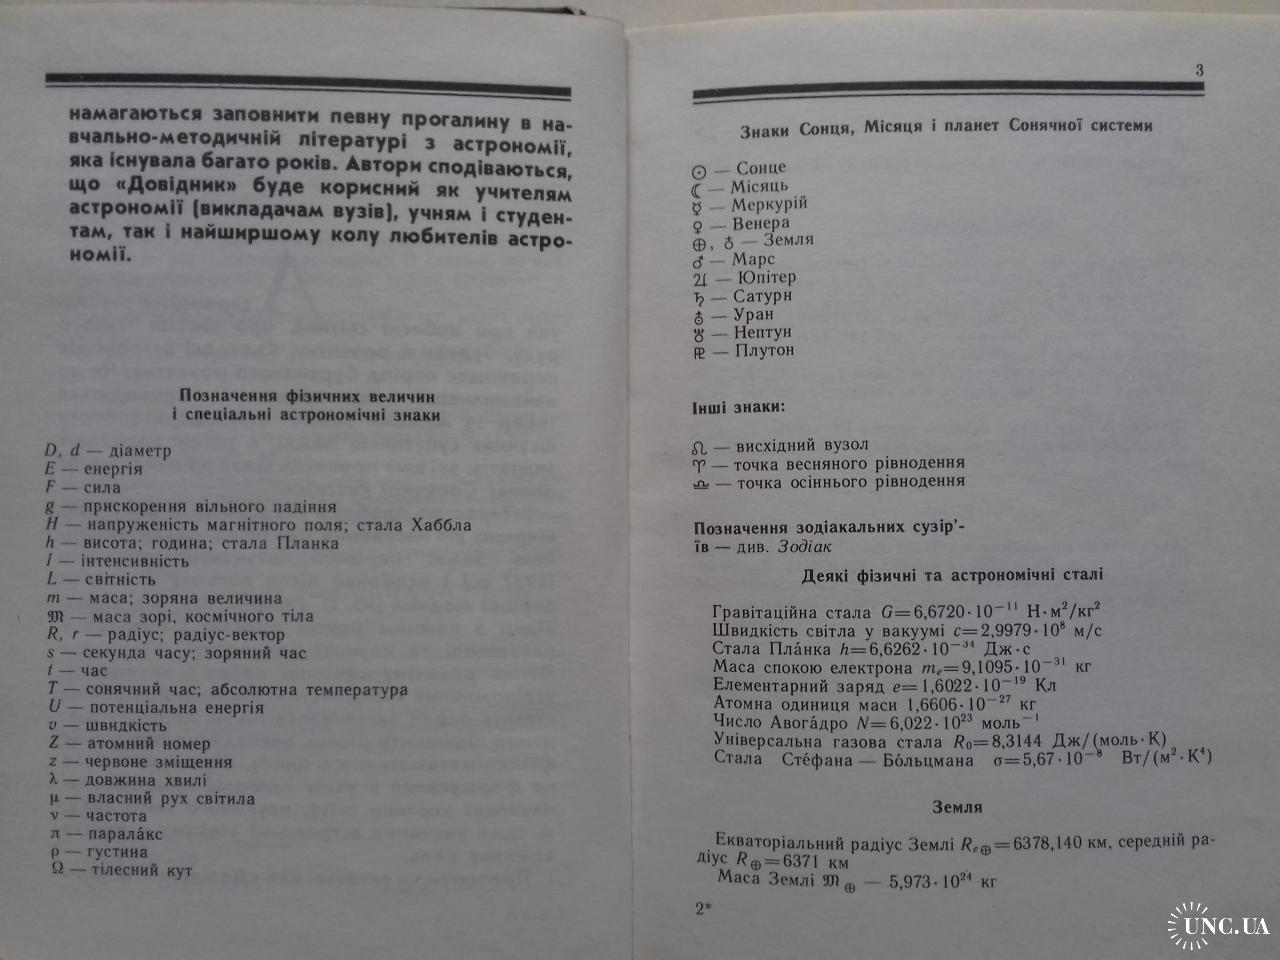 намагаються заповнити певну прогалину в на-
вчально-методичній літературі з астрономії,
яка існувала багато років. Автори сподіваються,
що «Довідник» буде корисний як учителям
астрономії (викладачам вузів), учням і студен-
там, так і найширшому колу любителів астро-
номії.
Позначення фізичних величин
і спеціальні астрономічні знаки
D, d — діаметр
E — енергія
F — сила
g — прискорення вільного падіння
H — напруженість магнітного поля; стала Хаббла
h — висота; година; стала Планка
I — інтенсивність
L — світність
m — маса; зоряна величина
𝔐 — маса зорі, космічного тіла
R, r — радіус; радіус-вектор
s — секунда часу; зоряний час
t — час
T — сонячний час; абсолютна температура
U — потенціальна енергія
v — швидкість
Z — атомний номер
z — червоне зміщення
λ — довжина хвилі
μ — власний рух світила
ν — частота
π — паралáкс
ρ — густина
Ω — тілесний кут
3
Знаки Сонця, Місяця і планет Сонячної системи
☉ — Сонце
☾ — Місяць
☿ — Меркурій
♀ — Венера
⊕, ♁ — Земля
♂ — Марс
♃ — Юпітер
♄ — Сатурн
⛢ — Уран
♅ — Нептун
♇ — Плутон
Інші знаки:
☊ — висхідний вузол
♈ — точка весняного рівнодення
♎ — точка осіннього рівнодення
Позначення зодіакальних сузір'-
їв — див. Зодіак
Деякі фізичні та астрономічні сталі
Гравітаційна стала G=6,6720·10⁻¹¹ Н·м²/кг²
Швидкість світла у вакуумі c=2,9979·10⁸ м/с
Стала Плáнка h=6,6262·10⁻³⁴ Дж·с
Маса спокою електрона mₑ=9,1095·10⁻³¹ кг
Елементарний заряд e=1,6022·10⁻¹⁹ Кл
Атомна одиниця маси 1,6606·10⁻²⁷ кг
Число Авогáдро N=6,022·10²³ моль⁻¹
Універсальна газова стала R₀=8,3144 Дж/(моль·К)
Стала Стéфана — Бóльцмана σ=5,67·10⁻⁸ Вт/(м²·К⁴)
Земля
Екваторіальний радіус Землі Rₑ⊕=6378,140 км, середній ра-
діус R⊕=6371 км
Маса Землі 𝔐⊕ — 5,973·10²⁴ кг
2*
UNC.UA